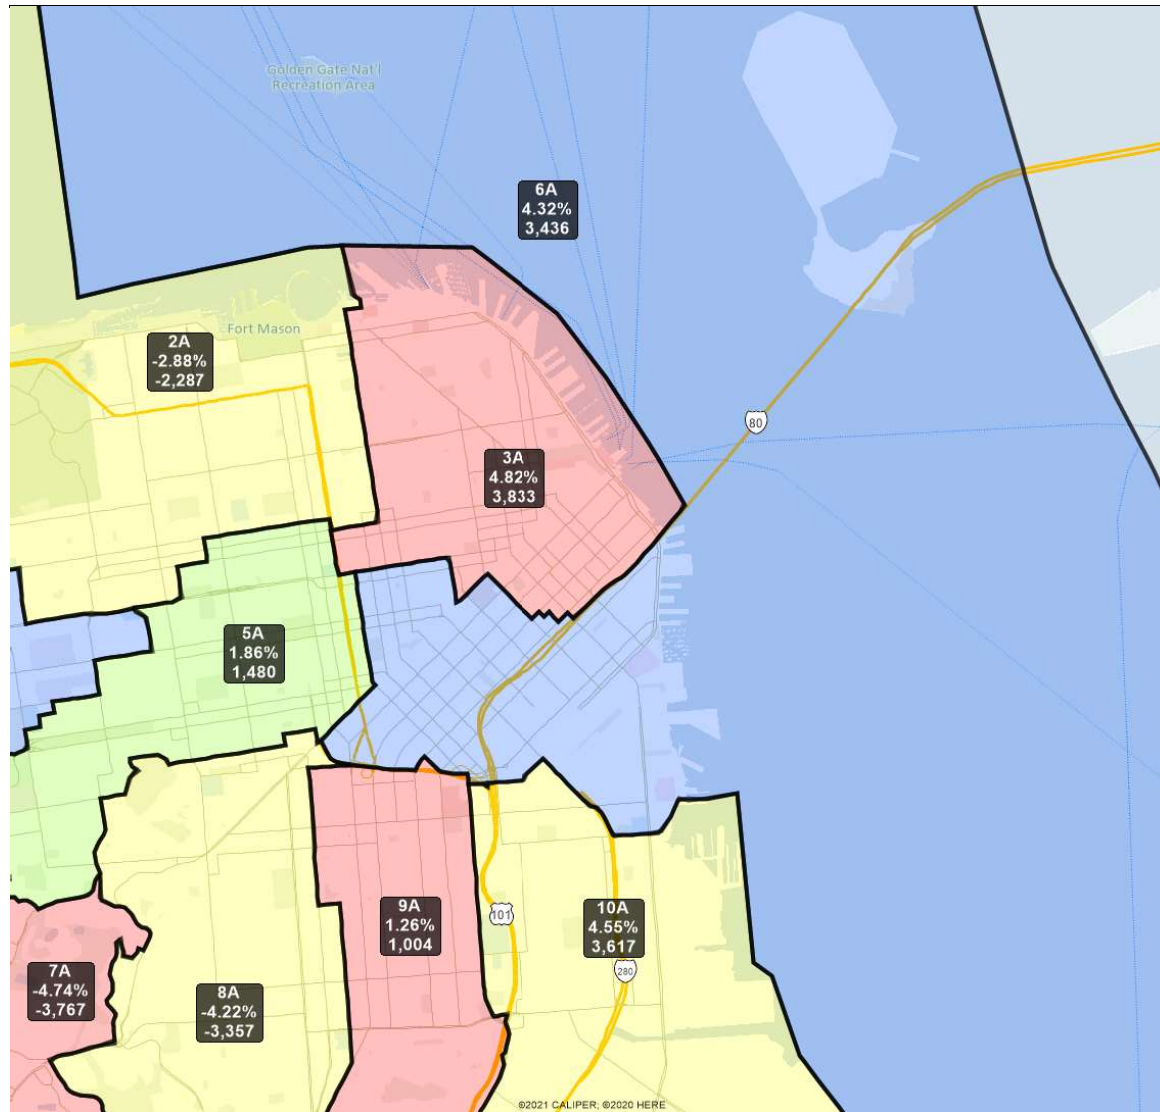 Golden Gate Nat'l
Recreation Area
6A
4.32%
3,436
Fort Mason
2A
-2.88%
-2,287
80
3A
4.82%
3,833
5A
1.86%
1,480
9A
1.26%
1,004
101
10A
4.55%
3,617
280
7A
-4.74%
-3,767
8A
-4.22%
-3,357
©2021 CALIPER; ©2020 HERE